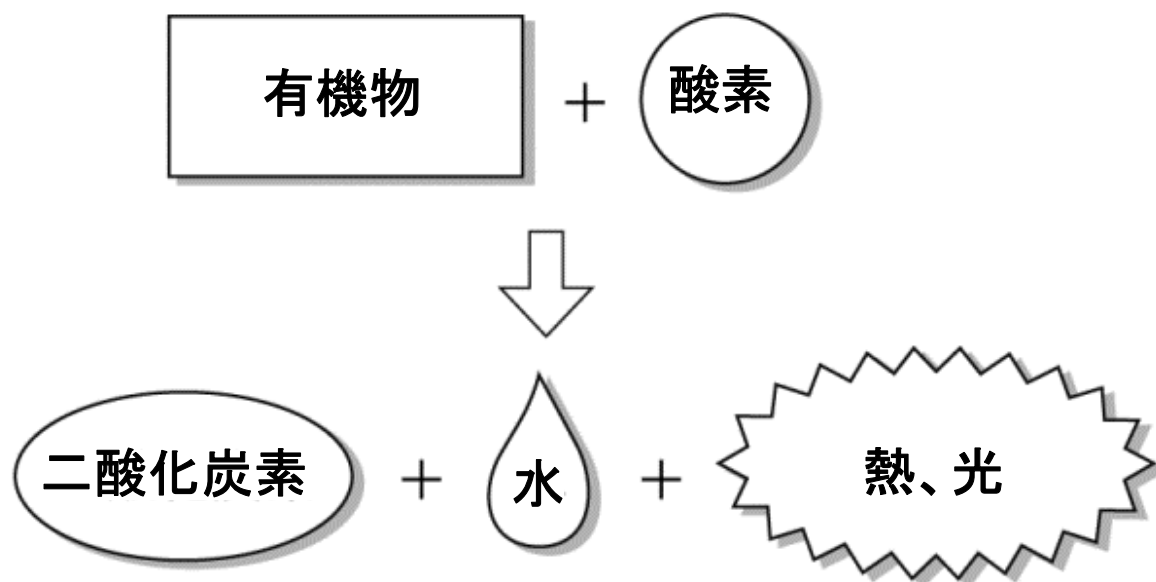 有機物 + 酸素
二酸化炭素 + 水 + 熱、光